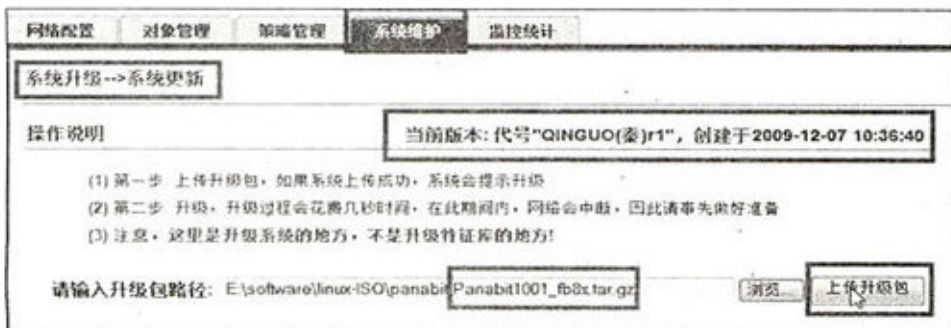 网络配置 对象管理 策略管理 系统维护 监控统计
系统升级-->系统更新
操作说明
当前版本: 代号"QINGUO(秦)r1", 创建于2009-12-07 10:36:40
(1) 第一步 上传升级包, 如果系统上传成功, 系统会提示升级
(2) 第二步 升级, 升级过程会花费几秒时间, 在此期间内, 网络会中断, 因此请事先做好准备
(3) 注意, 这里是升级系统的地方, 不是升级特征库的地方!
请输入升级包路径: E:\software\linux-ISO\panabit\Panabit1001_fb8x.tar.gz 浏览... 上传升级包